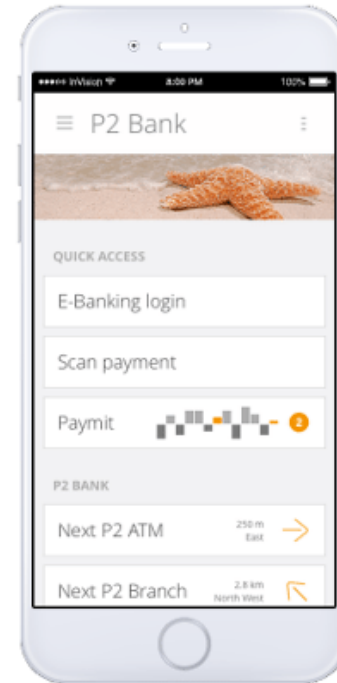 InVision 8:00 PM 100%
P2 Bank
QUICK ACCESS
E-Banking login
Scan payment
Paymit 2
P2 BANK
Next P2 ATM 250 m East
Next P2 Branch 2.8 km North West